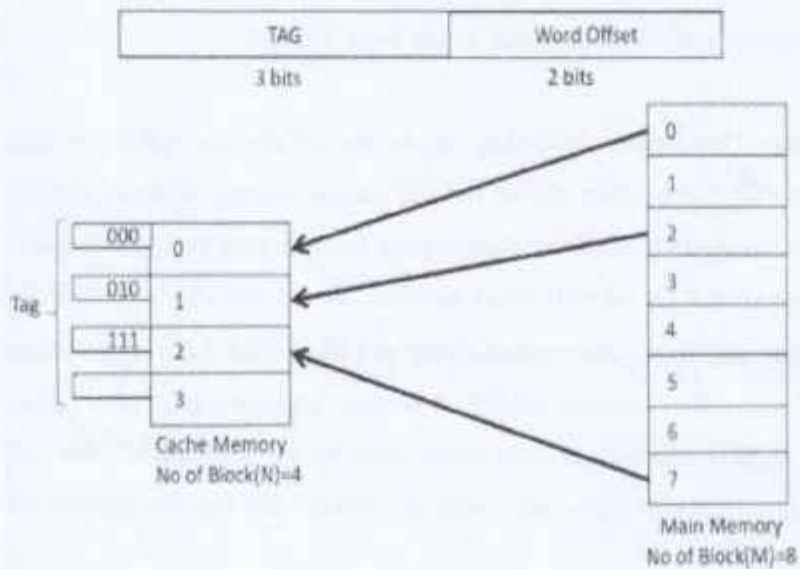 TAG Word Offset
3 bits 2 bits
0
1
000 0 2
010 1 3
Tag 111 2 4
3 5
Cache Memory 6
No of Block(N)=4 7
Main Memory
No of Block(M)=8